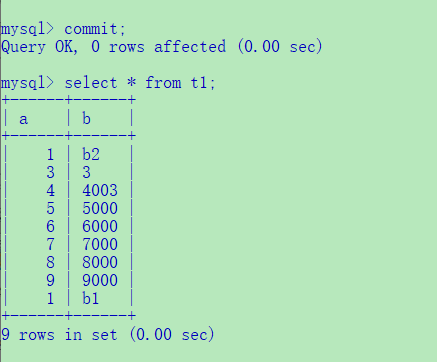 mysql> commit;
Query OK, 0 rows affected (0.00 sec)
mysql> select * from t1;
+------+------+
| a    | b    |
+------+------+
|    1 | b2   |
|    3 | 3    |
|    4 | 4003 |
|    5 | 5000 |
|    6 | 6000 |
|    7 | 7000 |
|    8 | 8000 |
|    9 | 9000 |
|    1 | b1   |
+------+------+
9 rows in set (0.00 sec)